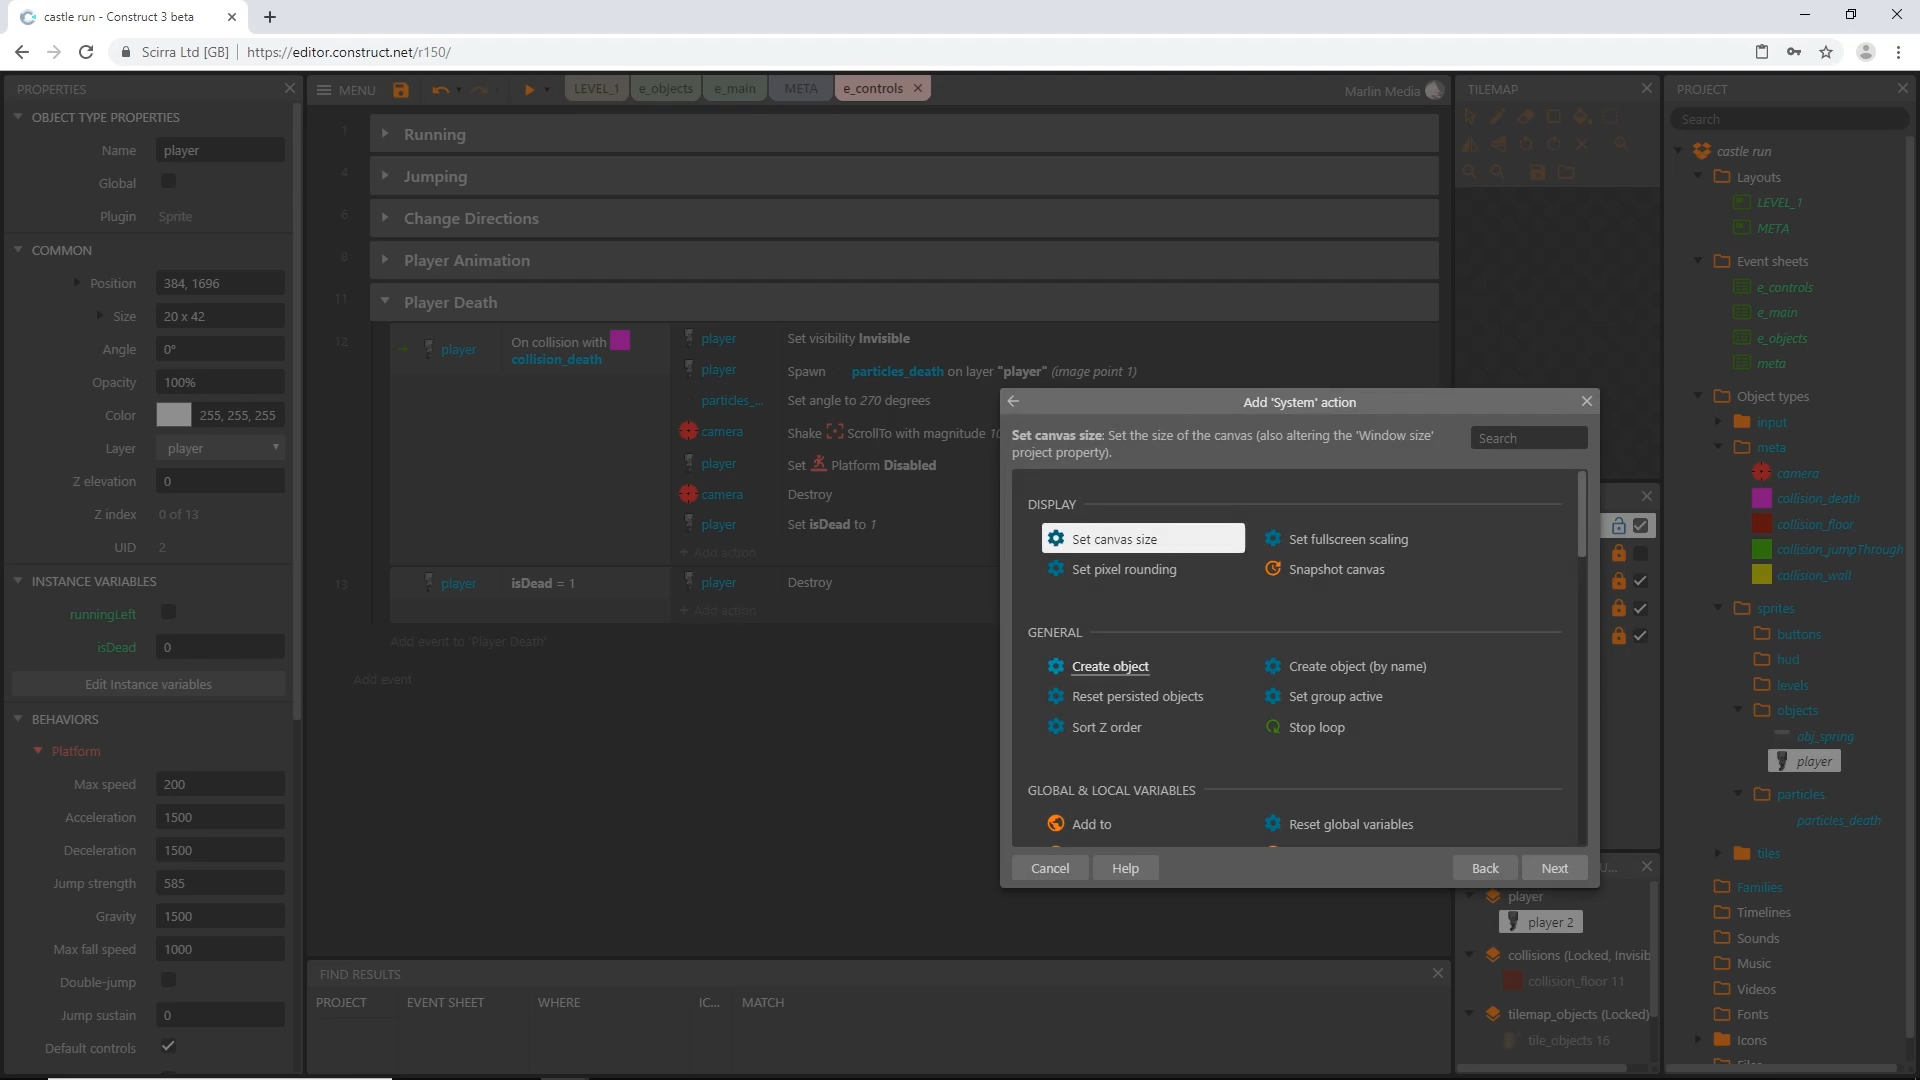 castle run - Construct 3 beta
Scirra Ltd [GB]
https://editor.construct.net/r150/
PROPERTIES
OBJECT TYPE PROPERTIES
Name player
Global
Plugin Sprite
COMMON
Position 384, 1696
Size 20 x 42
Angle 0°
Opacity 100%
Color 255, 255, 255
Layer player
Z elevation 0
Z index 0 of 13
UID 2
INSTANCE VARIABLES
runningLeft
isDead 0
Edit Instance variables
BEHAVIORS
Platform
Max speed 200
Acceleration 1500
Deceleration 1500
Jump strength 585
Gravity 1500
Max fall speed 1000
Double-jump
Jump sustain 0
Default controls
MENU
LEVEL_1
e_objects
e_main
META
e_controls
Marlin Media
1 Running
4 Jumping
6 Change Directions
8 Player Animation
11 Player Death
12 player On collision with
collision_death
player Set visibility Invisible
player Spawn particles_death on layer "player" (image point 1)
particles_... Set angle to 270 degrees
camera Shake ScrollTo with magnitude 10
player Set Platform Disabled
camera Destroy
player Set isDead to 1
+ Add action
13 player isDead = 1
player Destroy
+ Add action
Add event to 'Player Death'
Add event
FIND RESULTS
PROJECT EVENT SHEET WHERE IC... MATCH
Add 'System' action
Set canvas size: Set the size of the canvas (also altering the 'Window size'
project property).
Search
DISPLAY
Set canvas size
Set fullscreen scaling
Set pixel rounding
Snapshot canvas
GENERAL
Create object
Create object (by name)
Reset persisted objects
Set group active
Sort Z order
Stop loop
GLOBAL & LOCAL VARIABLES
Add to
Reset global variables
Cancel
Help
Back
Next
TILEMAP
player
player 2
collisions (Locked, Invisib
collision_floor 11
tilemap_objects (Locked)
tile_objects 16
PROJECT
Search
castle run
Layouts
LEVEL_1
META
Event sheets
e_controls
e_main
e_objects
meta
Object types
input
meta
camera
collision_death
collision_floor
collision_jumpThrough
collision_wall
sprites
buttons
hud
levels
objects
obj_spring
player
particles
particles_death
tiles
Families
Timelines
Sounds
Music
Videos
Fonts
Icons